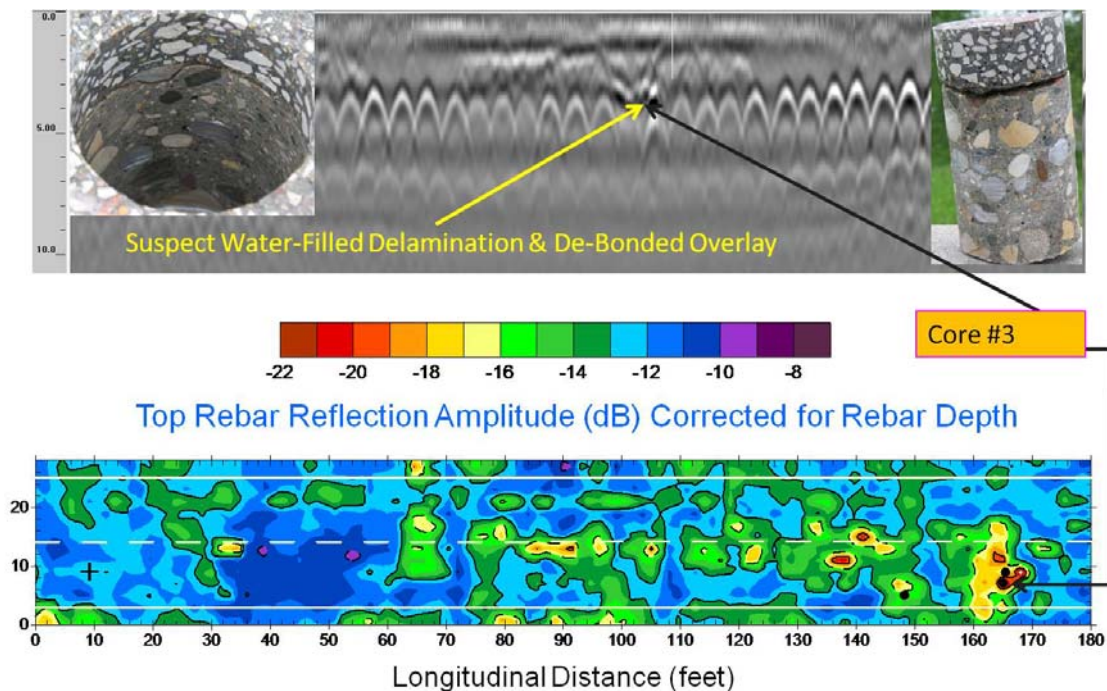 0.0
5.00
10.0
Suspect Water-Filled Delamination & De-Bonded Overlay
Core #3
-22 -20 -18 -16 -14 -12 -10 -8
Top Rebar Reflection Amplitude (dB) Corrected for Rebar Depth
20
10
0
0 10 20 30 40 50 60 70 80 90 100 110 120 130 140 150 160 170 180
Longitudinal Distance (feet)